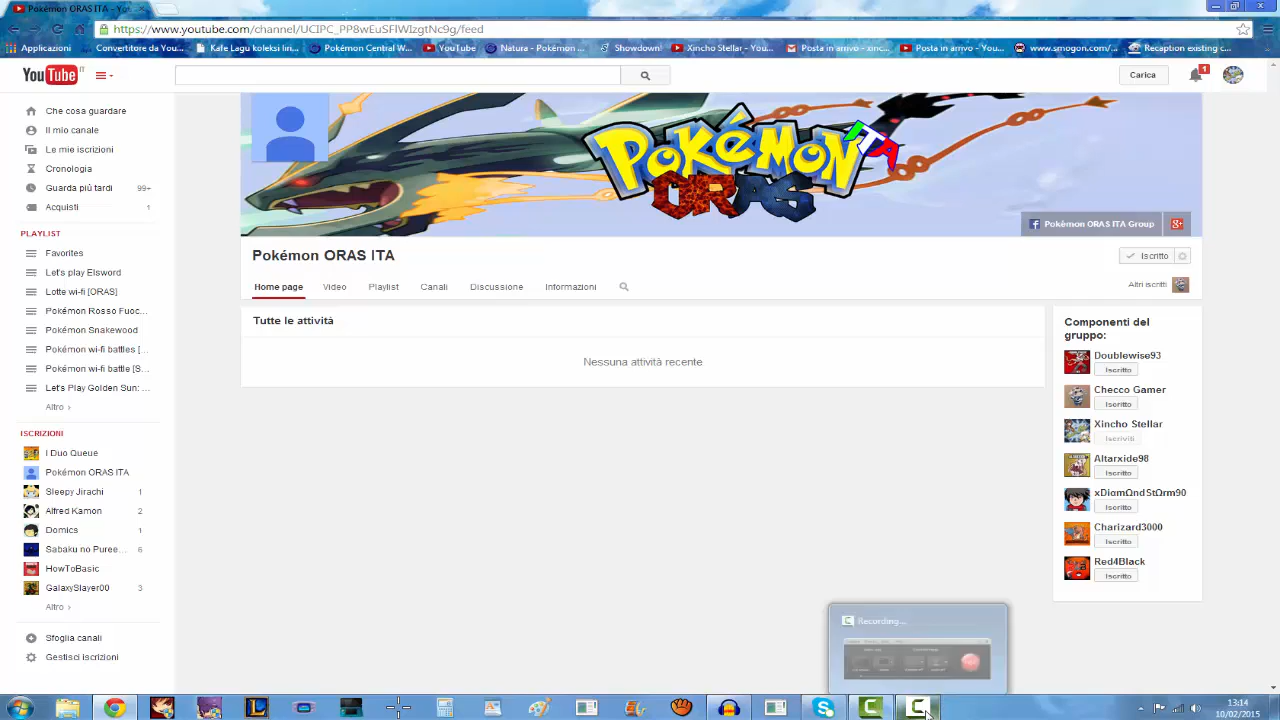 Pokémon ORAS ITA - You
https://www.youtube.com/channel/UCIPC_PP8wEuSFlWIzgtNc9g/feed
Applicazioni
Convertitore da YouT...
Kafe Lagu koleksi liri...
Pokémon Central W...
YouTube
Natura - Pokémon ...
Showdown!
Xincho Stellar - You...
Posta in arrivo - xinc...
Posta in arrivo - You...
www.smogon.com/...
Recaption existing c...
YouTube IT
Carica
1
Che cosa guardare
Il mio canale
Le mie iscrizioni
Cronologia
Guarda più tardi 99+
Acquisti 1
PLAYLIST
Favorites
Let's play Elsword
Lotte wi-fi [ORAS]
Pokémon Rosso Fuoc...
Pokémon Snakewood
Pokémon wi-fi battles [...
Pokémon wi-fi battle [S...
Let's Play Golden Sun: ...
Altro ›
ISCRIZIONI
I Duo Queue
Pokémon ORAS ITA
Sleepy Jirachi 1
Alfred Kamon 2
Domics 1
Sabaku no Puree... 6
HowToBasic
GalaxySlayer00 3
Altro ›
Sfoglia canali
Gestisci iscrizioni
POKÉMON ITA
ORAS
Pokémon ORAS ITA Group
Pokémon ORAS ITA
Iscritto
Home page
Video
Playlist
Canali
Discussione
Informazioni
Altri iscritti
Tutte le attività
Nessuna attività recente
Componenti del
gruppo:
Doublewise93
Iscritto
Checco Gamer
Iscritto
Xincho Stellar
Iscriviti
Altarxide98
Iscritto
xDiαmΩndStΩrm90
Iscritto
Charizard3000
Iscritto
Red4Black
Iscritto
Recording...
13:14
10/02/2015